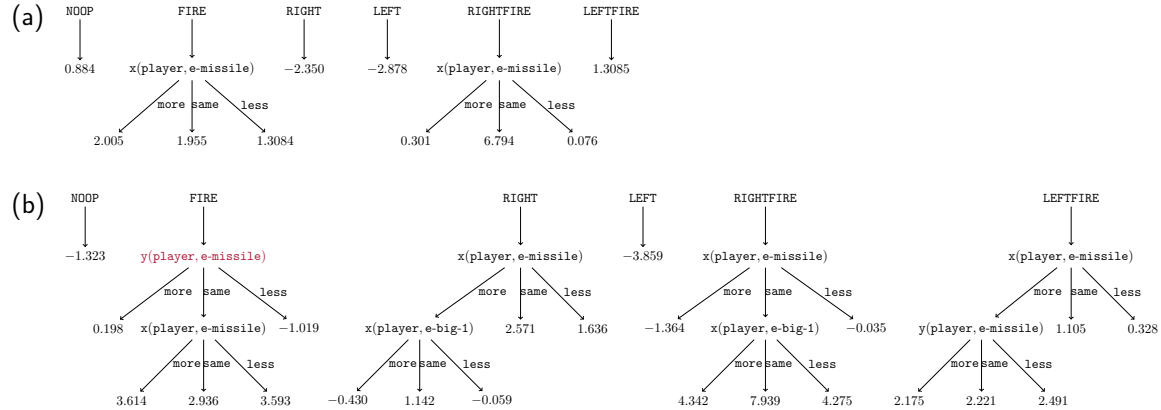 (a)
NOOP FIRE RIGHT LEFT RIGHTFIRE LEFTFIRE
0.884 x(player, e-missile) −2.350 −2.878 x(player, e-missile) 1.3085
more same less more same less
2.005 1.955 1.3084 0.301 6.794 0.076
(b)
NOOP FIRE RIGHT LEFT RIGHTFIRE LEFTFIRE
−1.323 y(player, e-missile) x(player, e-missile) −3.859 x(player, e-missile) x(player, e-missile)
more same less more same less more same less more same less
0.198 x(player, e-missile) −1.019 x(player, e-big-1) 2.571 1.636 −1.364 x(player, e-big-1) −0.035 y(player, e-missile) 1.105 0.328
more same less more same less more same less more same less
3.614 2.936 3.593 −0.430 1.142 −0.059 4.342 7.939 4.275 2.175 2.221 2.491